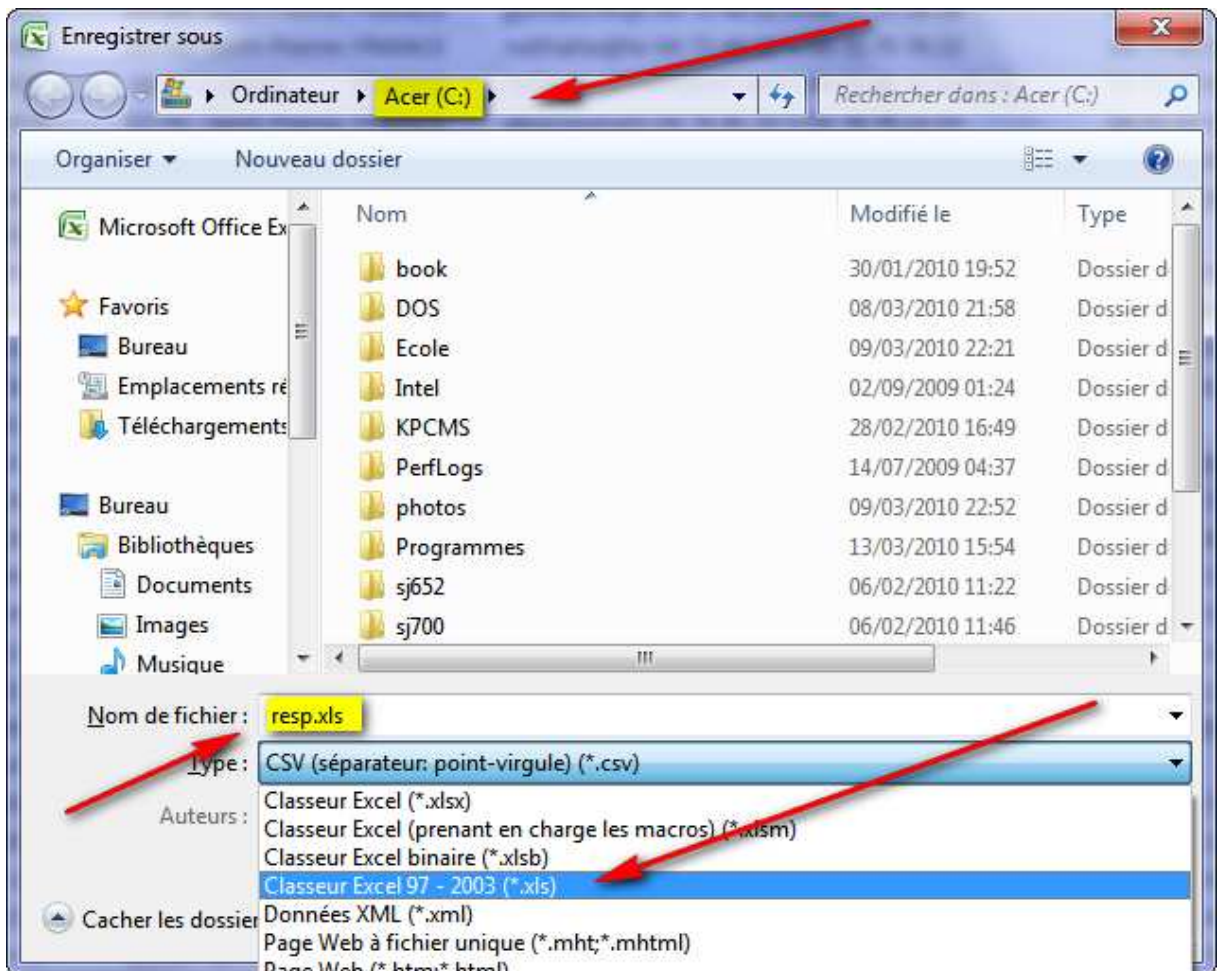 Enregistrer sous
Ordinateur Acer (C:) Rechercher dans : Acer (C:)
Organiser Nouveau dossier
Nom Modifié le Type
Microsoft Office Ex
Favoris
Bureau
Emplacements ré
Téléchargements
Bureau
Bibliothèques
Documents
Images
Musique
book 30/01/2010 19:52 Dossier d
DOS 08/03/2010 21:58 Dossier d
Ecole 09/03/2010 22:21 Dossier d
Intel 02/09/2009 01:24 Dossier d
KPCMS 28/02/2010 16:49 Dossier d
PerfLogs 14/07/2009 04:37 Dossier d
photos 09/03/2010 22:52 Dossier d
Programmes 13/03/2010 15:54 Dossier d
sj652 06/02/2010 11:22 Dossier d
sj700 06/02/2010 11:46 Dossier d
Nom de fichier : resp.xls
Type : CSV (séparateur: point-virgule) (*.csv)
Auteurs :
Classeur Excel (*.xlsx)
Classeur Excel (prenant en charge les macros) (*.xlsm)
Classeur Excel binaire (*.xlsb)
Classeur Excel 97 - 2003 (*.xls)
Données XML (*.xml)
Page Web à fichier unique (*.mht;*.mhtml)
Page Web (*.htm;*.html)
Cacher les dossier